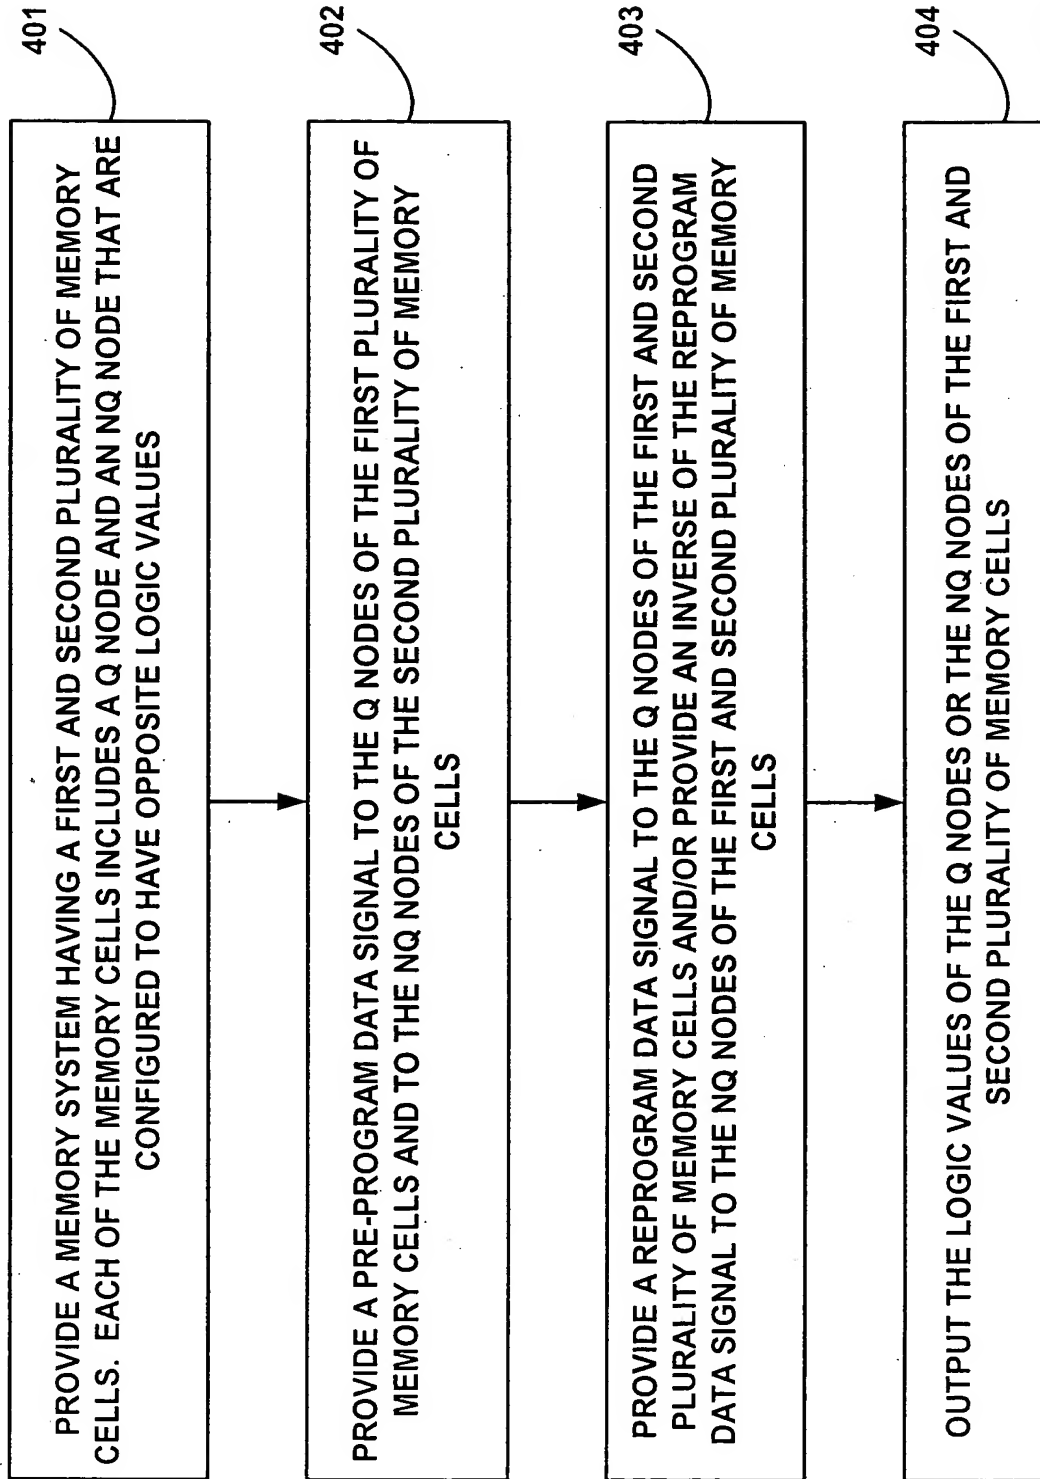 401
PROVIDE A MEMORY SYSTEM HAVING A FIRST AND SECOND PLURALITY OF MEMORY
CELLS. EACH OF THE MEMORY CELLS INCLUDES A Q NODE AND AN NQ NODE THAT ARE
CONFIGURED TO HAVE OPPOSITE LOGIC VALUES
402
PROVIDE A PRE-PROGRAM DATA SIGNAL TO THE Q NODES OF THE FIRST PLURALITY OF
MEMORY CELLS AND TO THE NQ NODES OF THE SECOND PLURALITY OF MEMORY
CELLS
403
PROVIDE A REPROGRAM DATA SIGNAL TO THE Q NODES OF THE FIRST AND SECOND
PLURALITY OF MEMORY CELLS AND/OR PROVIDE AN INVERSE OF THE REPROGRAM
DATA SIGNAL TO THE NQ NODES OF THE FIRST AND SECOND PLURALITY OF MEMORY
CELLS
404
OUTPUT THE LOGIC VALUES OF THE Q NODES OR THE NQ NODES OF THE FIRST AND
SECOND PLURALITY OF MEMORY CELLS